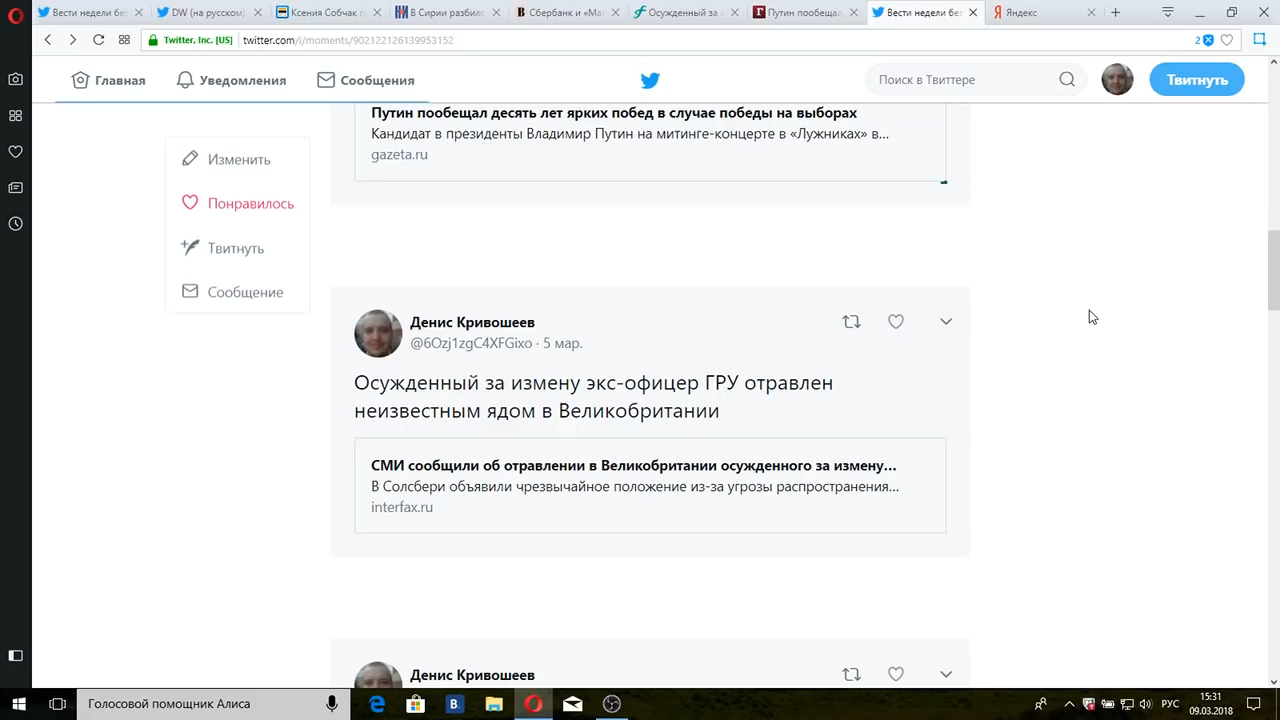 Вести недели бе
DW (на русском)
Ксения Собчак п
В Сирии разбил
Сбербанк и «Ма
Осужденный за
Путин пообещал
Вести недели бе
Яндекс
Twitter, Inc. [US]
twitter.com/i/moments/902122126139953152
2
Главная
Уведомления
Сообщения
Поиск в Твиттере
Твитнуть
Изменить
Понравилось
Твитнуть
Сообщение
Путин пообещал десять лет ярких побед в случае победы на выборах
Кандидат в президенты Владимир Путин на митинге-концерте в «Лужниках» в...
gazeta.ru
Денис Кривошеев
@6Ozj1zgC4XFGixo · 5 мар.
Осужденный за измену экс-офицер ГРУ отравлен
неизвестным ядом в Великобритании
СМИ сообщили об отравлении в Великобритании осужденного за измену...
В Солсбери объявили чрезвычайное положение из-за угрозы распространения...
interfax.ru
Денис Кривошеев
Голосовой помощник Алиса
РУС
15:31
09.03.2018